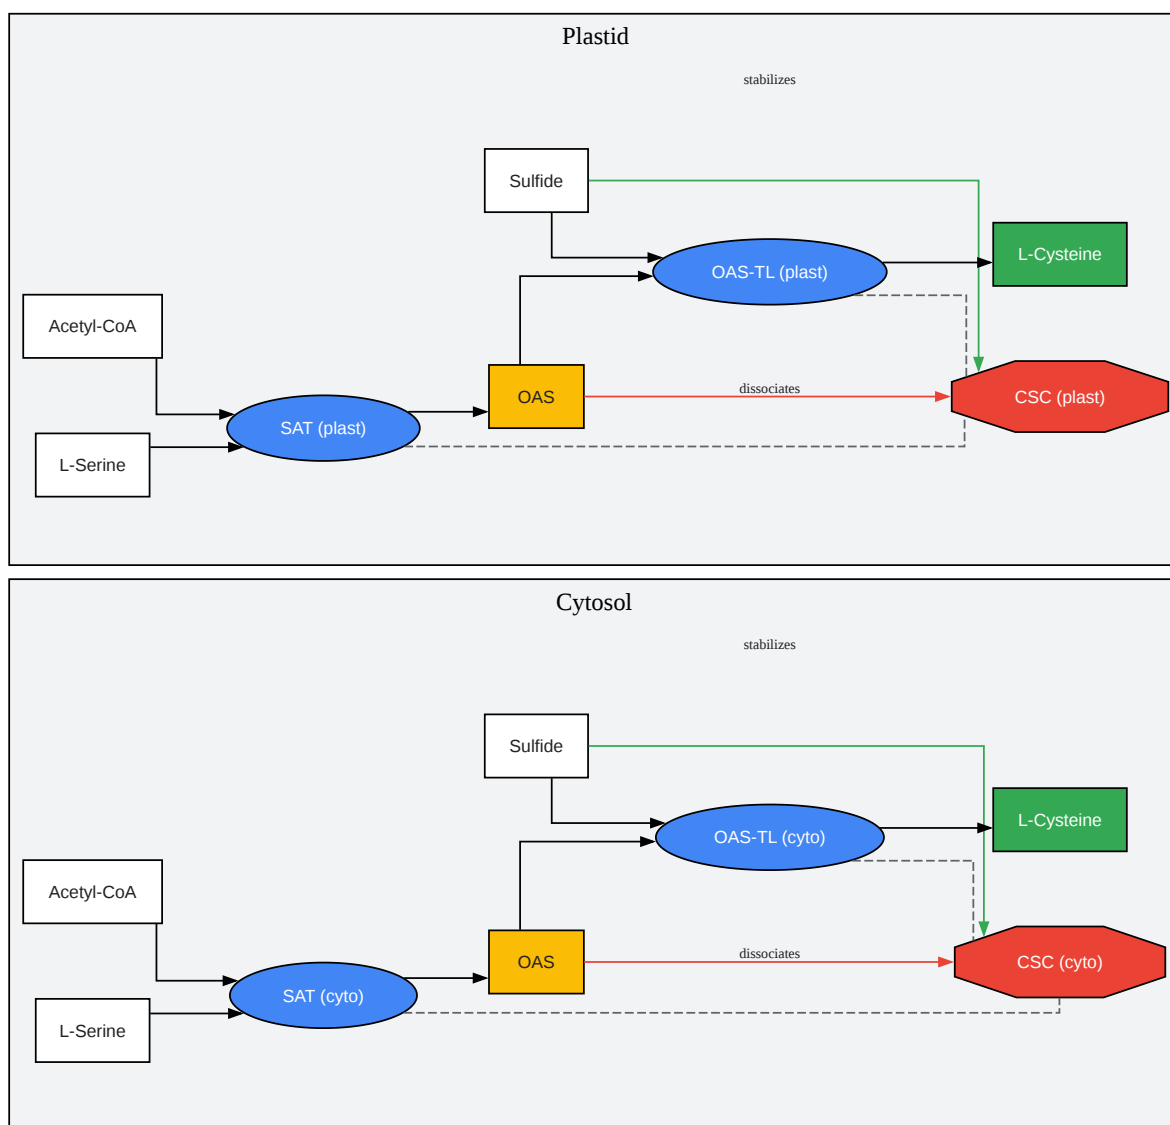 Plastid
stabilizes
Sulfide
L-Cysteine
OAS-TL (plast)
Acetyl-CoA
dissociates
OAS
CSC (plast)
SAT (plast)
L-Serine
Cytosol
stabilizes
Sulfide
L-Cysteine
OAS-TL (cyto)
Acetyl-CoA
dissociates
OAS
CSC (cyto)
SAT (cyto)
L-Serine